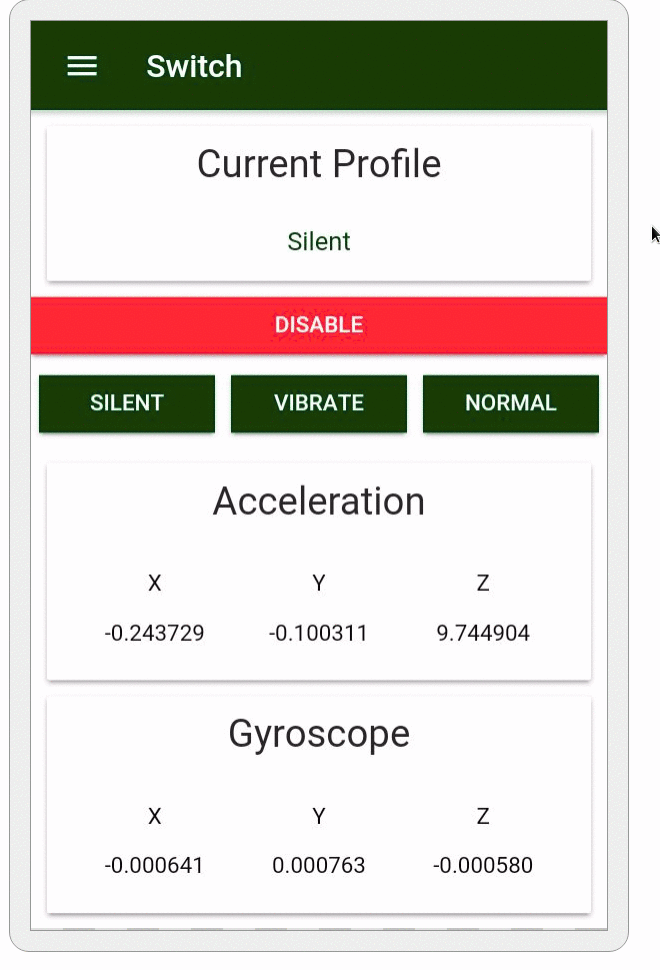 Switch
Current Profile
Silent
DISABLE
SILENT VIBRATE NORMAL
Acceleration
X Y Z
-0.243729 -0.100311 9.744904
Gyroscope
X Y Z
-0.000641 0.000763 -0.000580